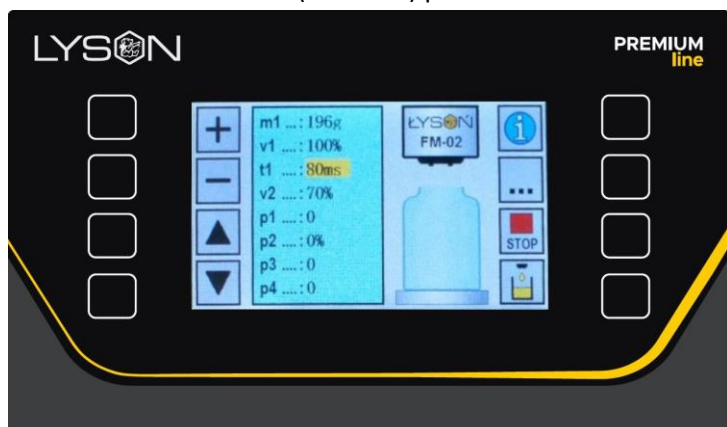 LYSON
PREMIUM
line
m1 ...: 196g
v1 ....: 100%
t1 ....: 80ms
v2 ....: 70%
p1 ....: 0
p2 ....: 0%
p3 ....: 0
p4 ....: 0
ŁYSOŃ
FM-02
i
...
STOP